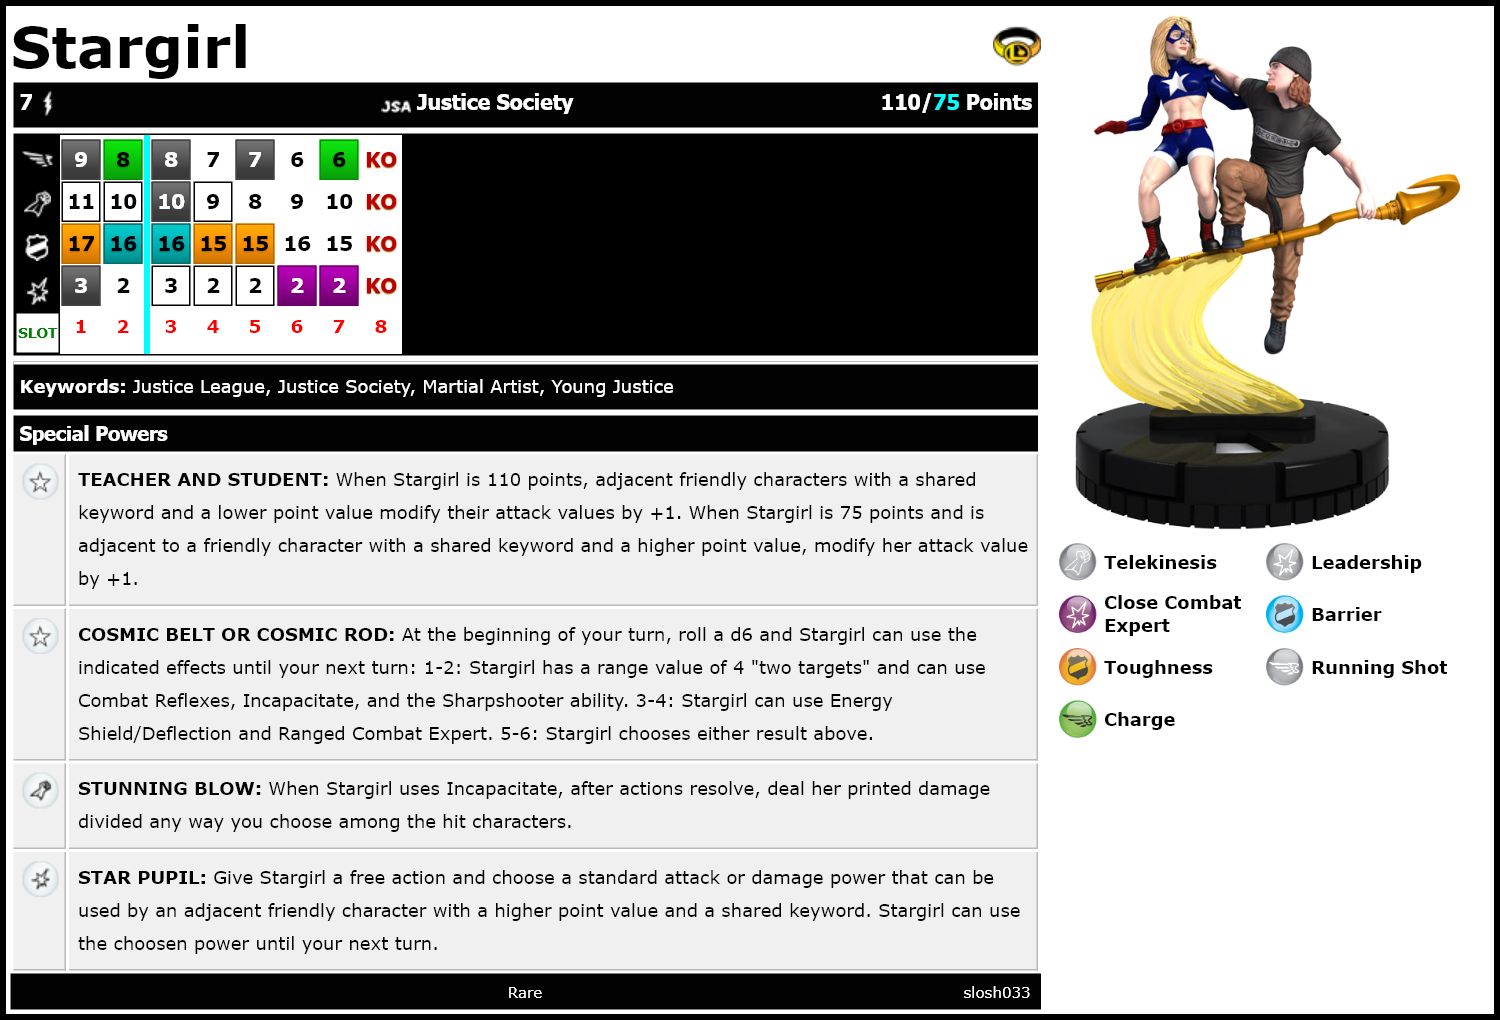 Stargirl
7 JSA Justice Society 110/75 Points
9 8 8 7 7 6 6 KO
11 10 10 9 8 9 10 KO
17 16 16 15 15 16 15 KO
3 2 3 2 2 2 2 KO
SLOT 1 2 3 4 5 6 7 8
Keywords: Justice League, Justice Society, Martial Artist, Young Justice
Special Powers
TEACHER AND STUDENT: When Stargirl is 110 points, adjacent friendly characters with a shared
keyword and a lower point value modify their attack values by +1. When Stargirl is 75 points and is
adjacent to a friendly character with a shared keyword and a higher point value, modify her attack value
by +1.
COSMIC BELT OR COSMIC ROD: At the beginning of your turn, roll a d6 and Stargirl can use the
indicated effects until your next turn: 1-2: Stargirl has a range value of 4 "two targets" and can use
Combat Reflexes, Incapacitate, and the Sharpshooter ability. 3-4: Stargirl can use Energy
Shield/Deflection and Ranged Combat Expert. 5-6: Stargirl chooses either result above.
STUNNING BLOW: When Stargirl uses Incapacitate, after actions resolve, deal her printed damage
divided any way you choose among the hit characters.
STAR PUPIL: Give Stargirl a free action and choose a standard attack or damage power that can be
used by an adjacent friendly character with a higher point value and a shared keyword. Stargirl can use
the choosen power until your next turn.
Rare slosh033
Telekinesis Leadership
Close Combat
Expert
Barrier
Toughness Running Shot
Charge